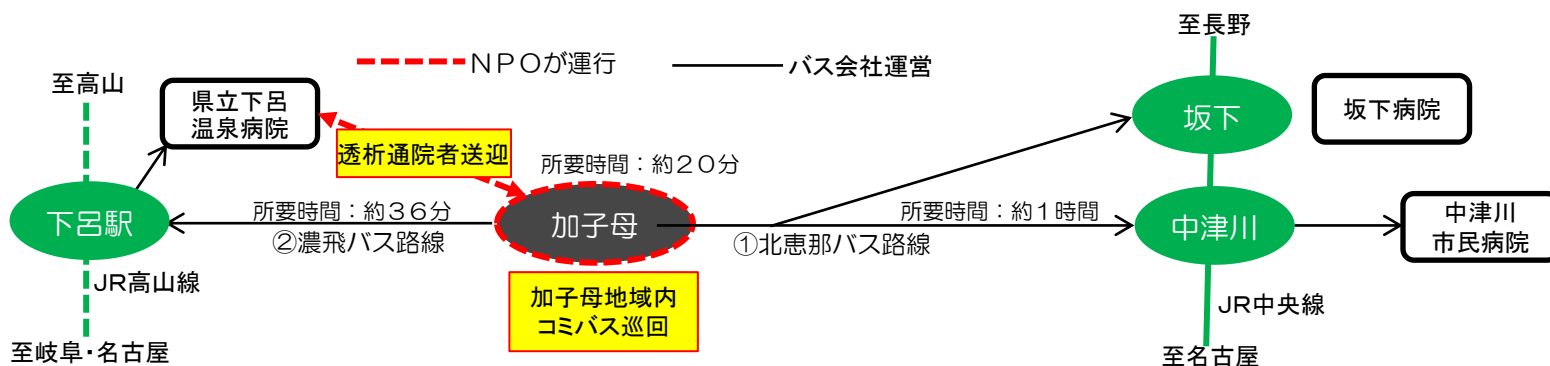 至長野
NPOが運行
バス会社運営
至高山
県立下呂
温泉病院
坂下
坂下病院
透析通院者送迎
所要時間：約20分
下呂駅
所要時間：約36分
②濃飛バス路線
加子母
所要時間：約1時間
①北恵那バス路線
中津川
中津川
市民病院
JR高山線
加子母地域内
コミバス巡回
JR中央線
至岐阜・名古屋
至名古屋